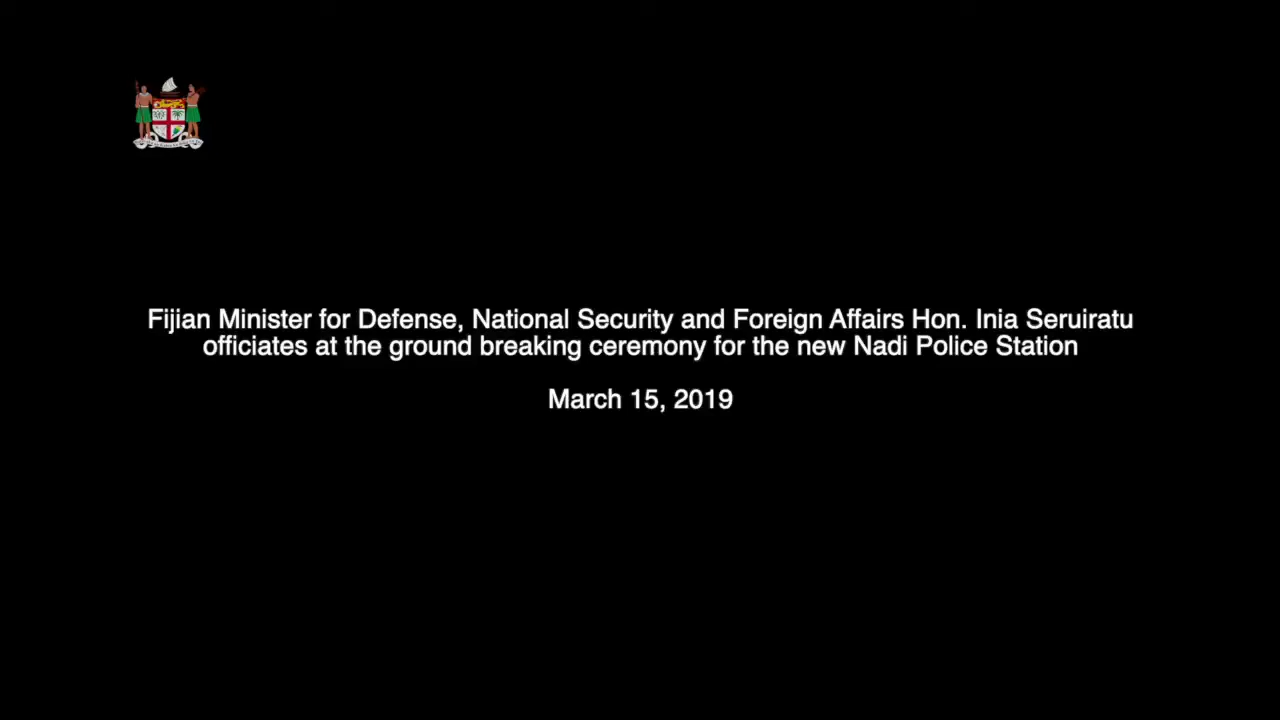 Fijian Minister for Defense, National Security and Foreign Affairs Hon. Inia Seruiratu
officiates at the ground breaking ceremony for the new Nadi Police Station
March 15, 2019